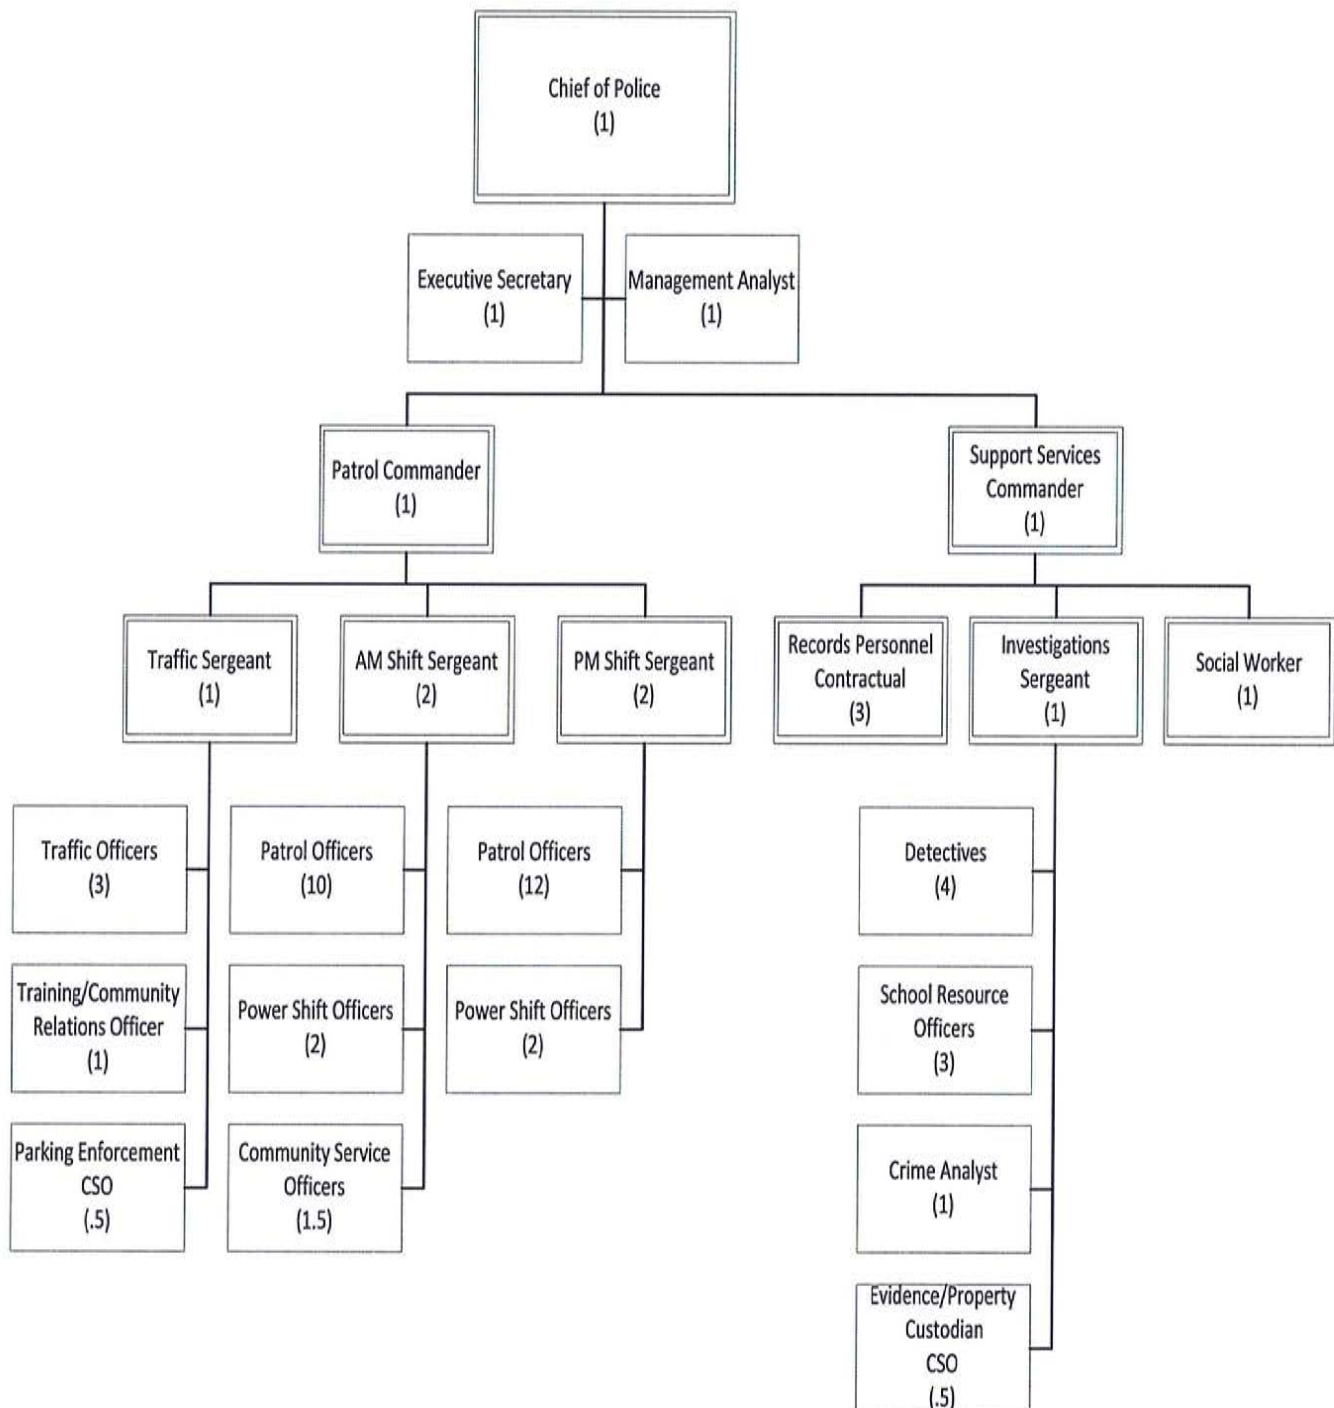 Chief of Police
(1)
Executive Secretary
(1)
Management Analyst
(1)
Patrol Commander
(1)
Support Services
Commander
(1)
Traffic Sergeant
(1)
AM Shift Sergeant
(2)
PM Shift Sergeant
(2)
Records Personnel
Contractual
(3)
Investigations
Sergeant
(1)
Social Worker
(1)
Traffic Officers
(3)
Patrol Officers
(10)
Patrol Officers
(12)
Detectives
(4)
Training/Community
Relations Officer
(1)
Power Shift Officers
(2)
Power Shift Officers
(2)
School Resource
Officers
(3)
Parking Enforcement
CSO
(.5)
Community Service
Officers
(1.5)
Crime Analyst
(1)
Evidence/Property
Custodian
CSO
(.5)